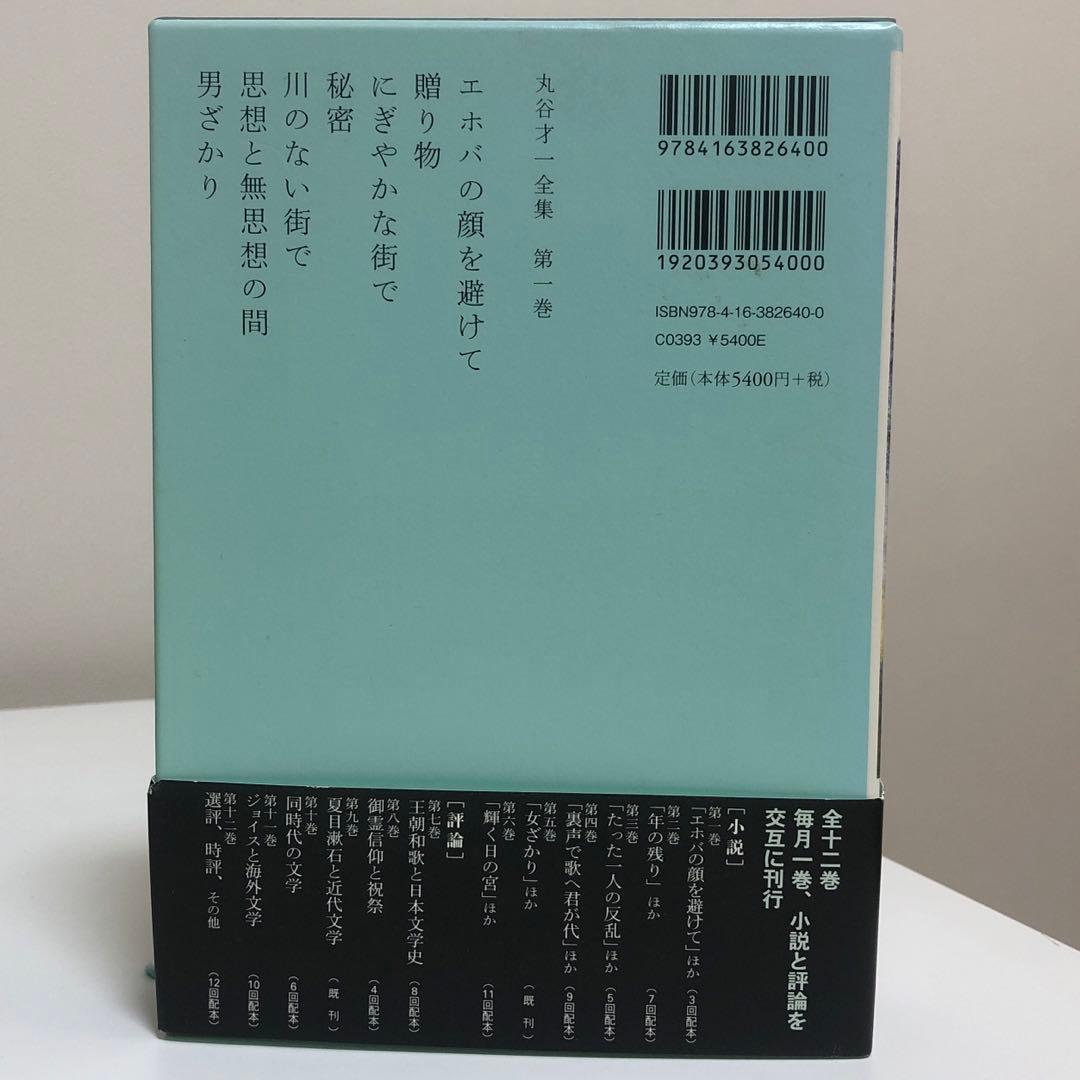 9784163826400
1920393054000
ISBN978-4-16-382640-0
C0393 ¥5400E
定価(本体5400円+税)
丸谷才一全集 第一巻
エホバの顔を避けて
贈り物
にぎやかな街で
秘密
川のない街で
思想と無思想の間
男ざかり
全十二巻
毎月一巻、小説と評論を
交互に刊行
[小説]
第一巻
「エホバの顔を避けて」ほか (3回配本)
第二巻
「年の残り」ほか (7回配本)
第三巻
「たった一人の反乱」ほか (5回配本)
第四巻
「裏声で歌へ君が代」ほか (9回配本)
第五巻
「女ざかり」ほか (既刊)
第六巻
「輝く日の宮」ほか (11回配本)
[評論]
第七巻
王朝和歌と日本文学史 (8回配本)
第八巻
御霊信仰と祝祭 (4回配本)
第九巻
夏目漱石と近代文学 (既刊)
第十巻
同時代の文学 (6回配本)
第十一巻
ジョイスと海外文学 (10回配本)
第十二巻
選評、時評、その他 (12回配本)